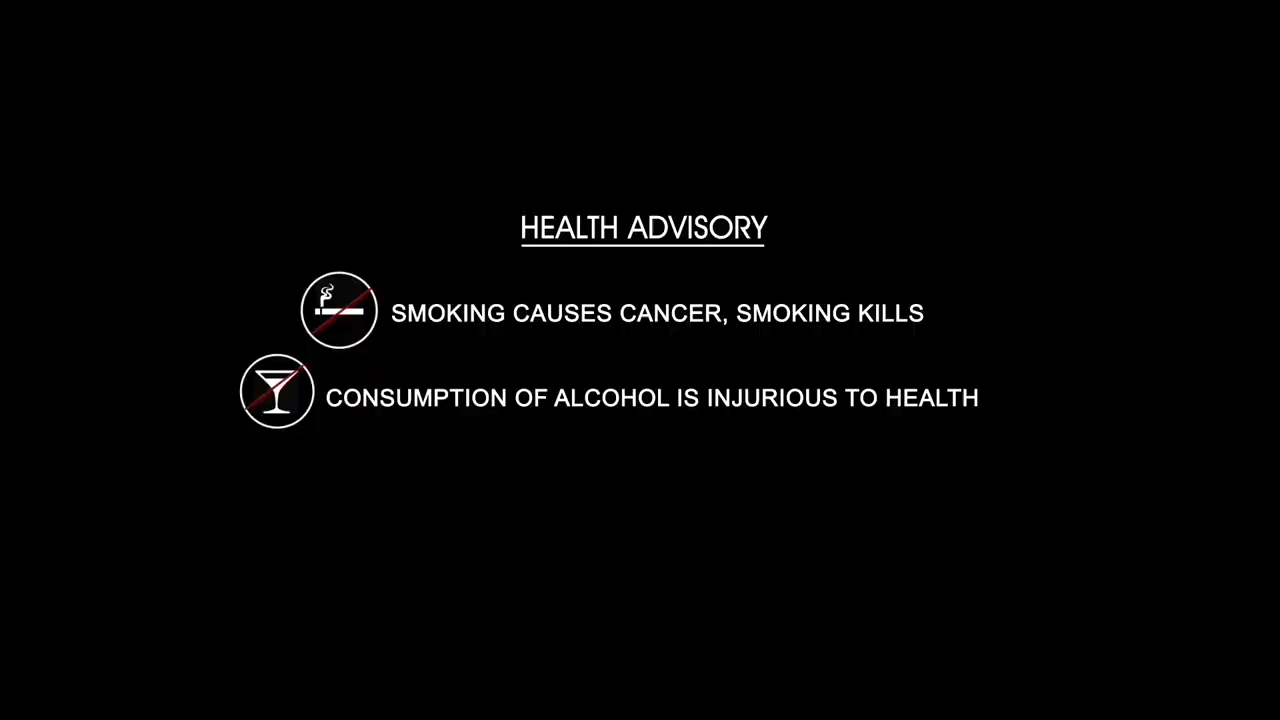 HEALTH ADVISORY
SMOKING CAUSES CANCER, SMOKING KILLS
CONSUMPTION OF ALCOHOL IS INJURIOUS TO HEALTH